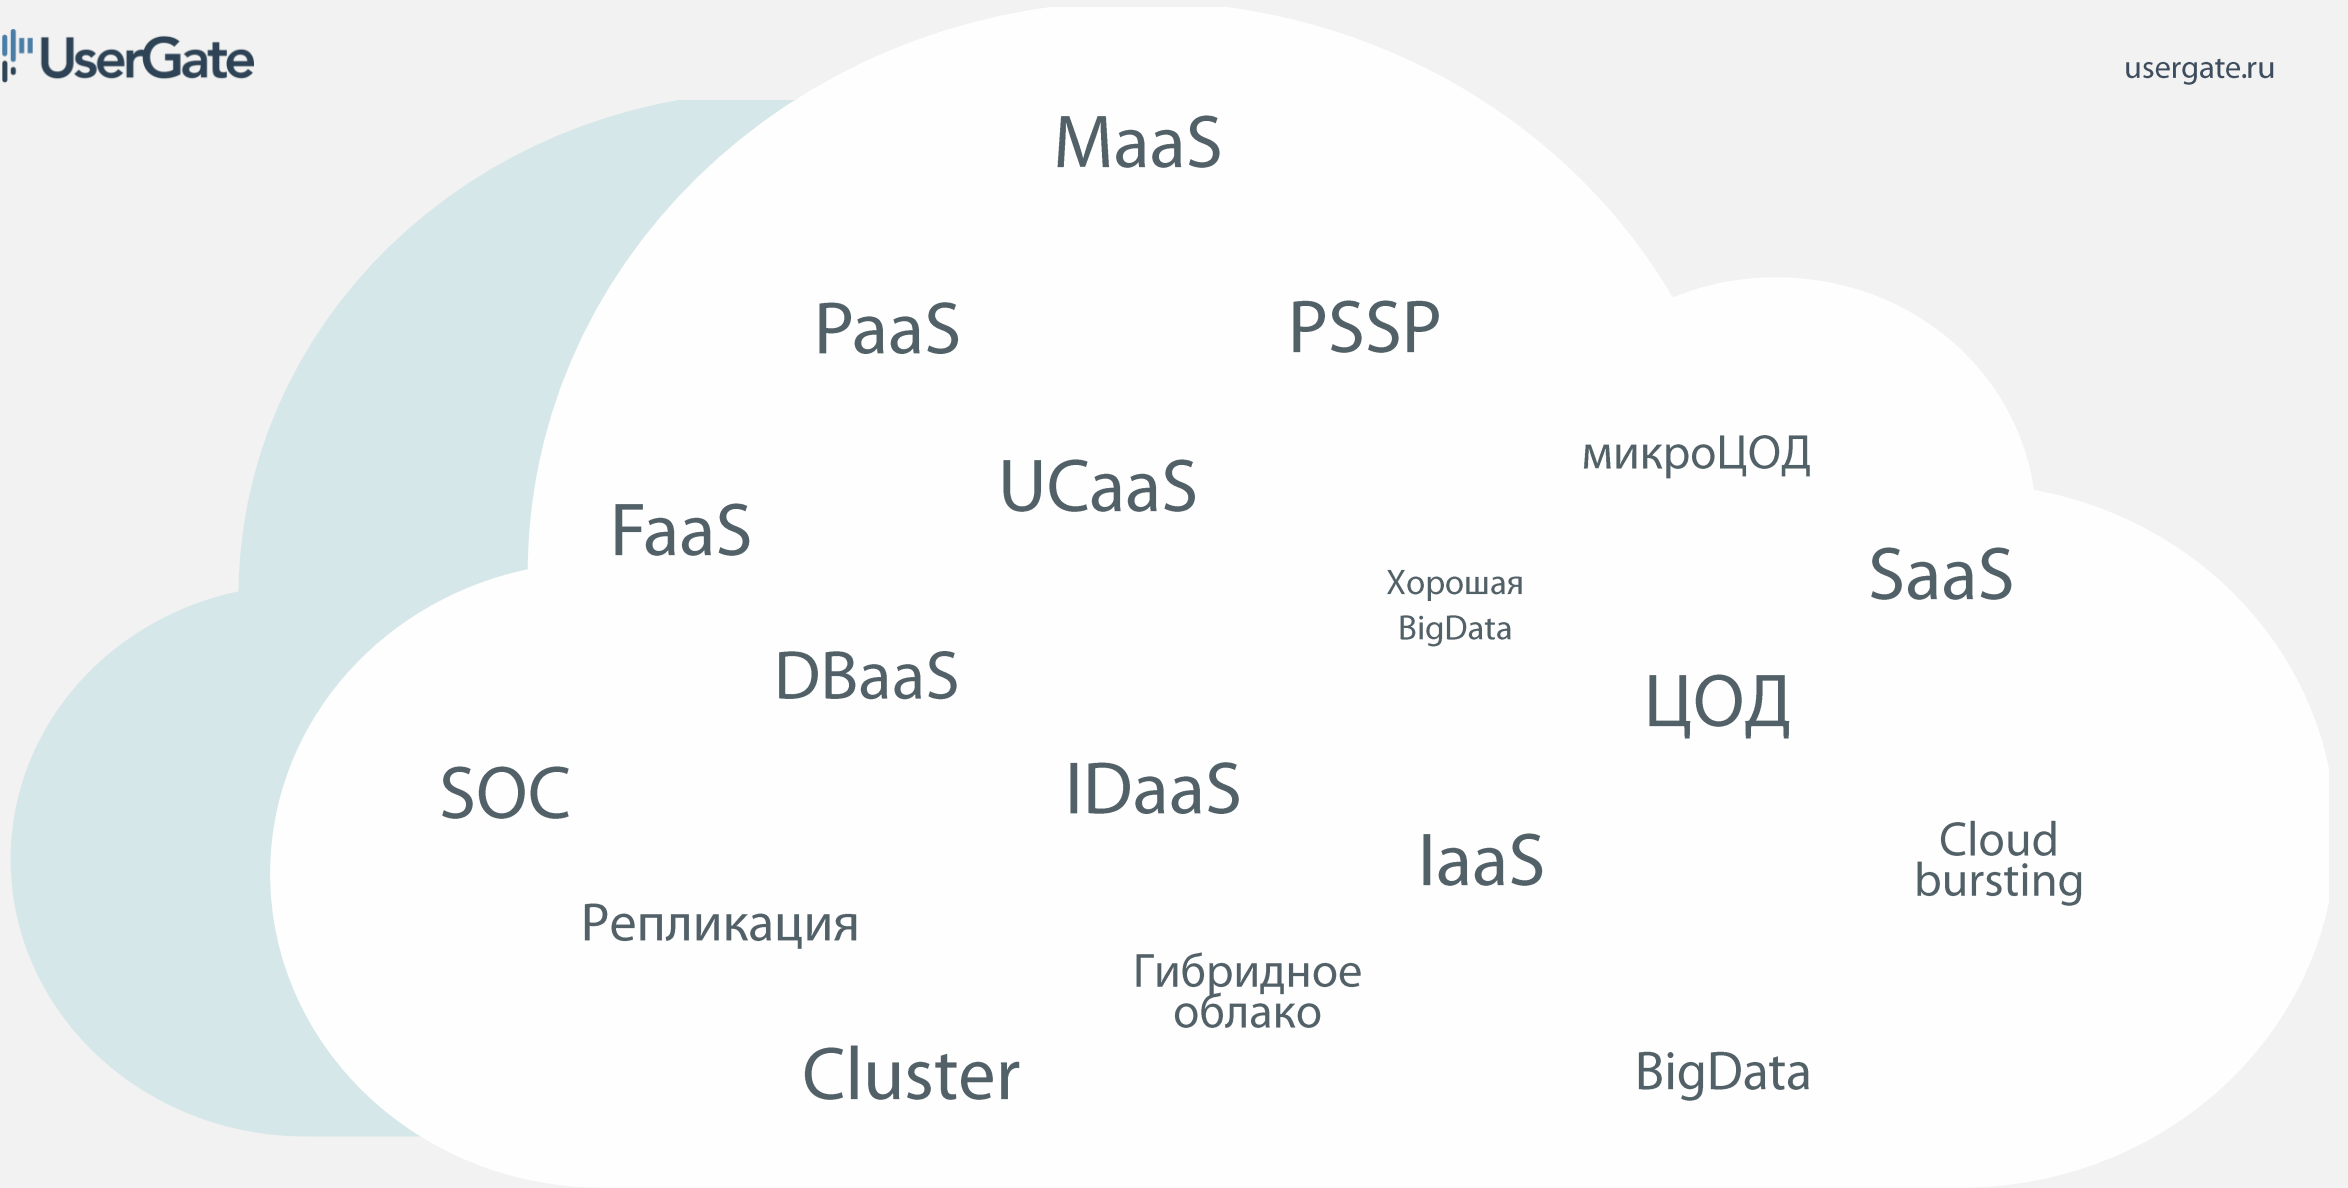 UserGate
usergate.ru
MaaS
PaaS
PSSP
микроЦОД
UCaaS
FaaS
SaaS
Хорошая
BigData
DBaaS
ЦОД
SOC
IDaaS
IaaS
Cloud
bursting
Репликация
Гибридное
облако
Cluster
BigData